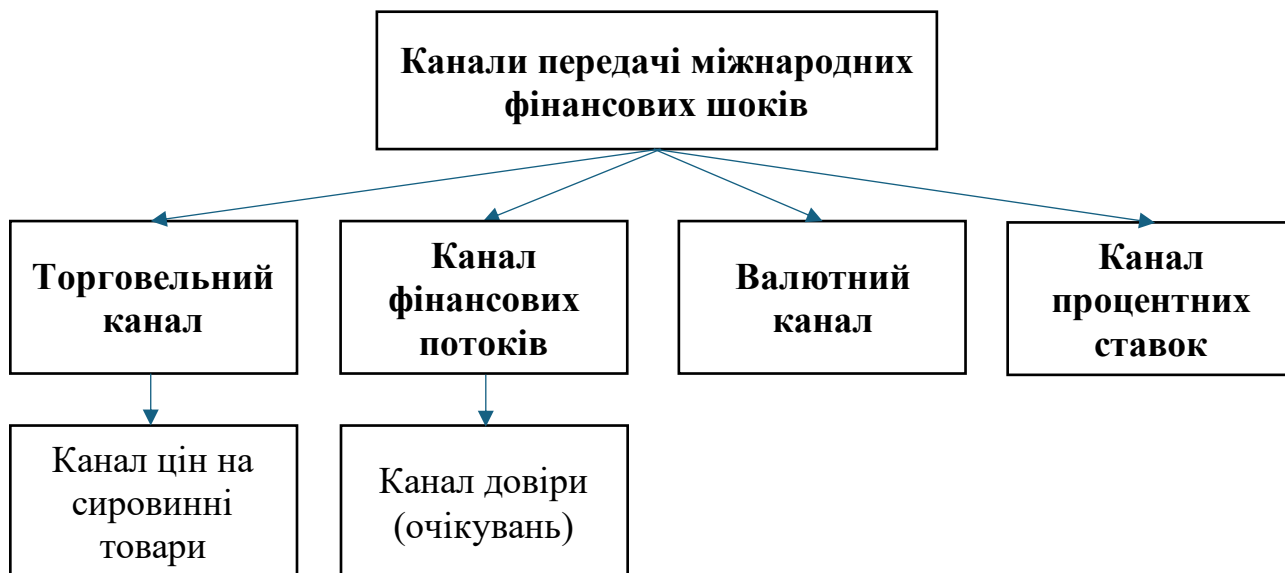 Канали передачі міжнародних
фінансових шоків
Торговельний
канал
Канал
фінансових
потоків
Валютний
канал
Канал
процентних
ставок
Канал цін на
сировинні
товари
Канал довіри
(очікувань)